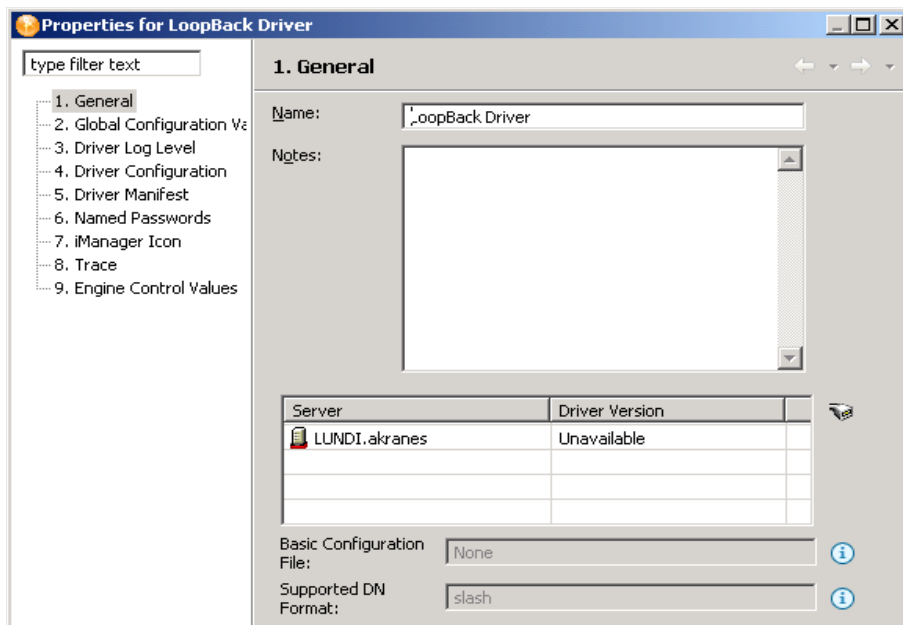 Properties for LoopBack Driver
type filter text
1. General
2. Global Configuration Va
3. Driver Log Level
4. Driver Configuration
5. Driver Manifest
6. Named Passwords
7. iManager Icon
8. Trace
9. Engine Control Values
1. General
Name: LoopBack Driver
Notes:
Server Driver Version
LUNDI.akranes Unavailable
Basic Configuration
File: None
Supported DN
Format: slash